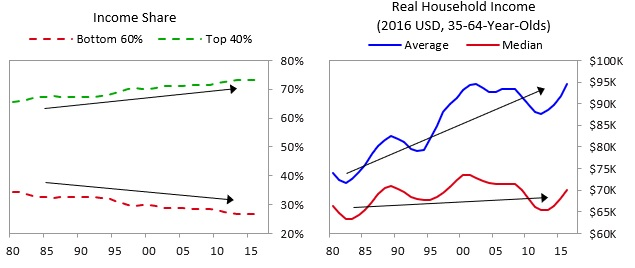 Income Share
Bottom 60% Top 40%
80%
70%
60%
50%
40%
30%
20%
80 85 90 95 00 05 10 15
Real Household Income
(2016 USD, 35-64-Year-Olds)
Average Median
$100K
$95K
$90K
$85K
$80K
$75K
$70K
$65K
$60K
80 85 90 95 00 05 10 15